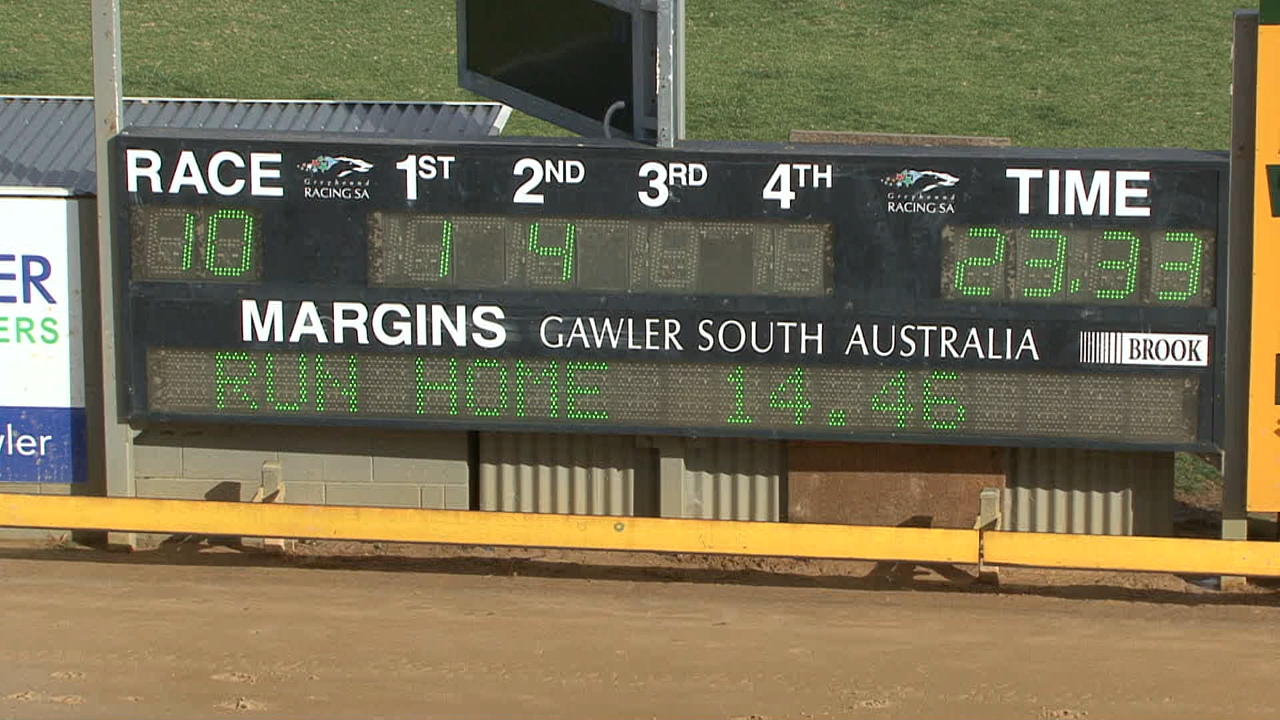 RACE 1ST 2ND 3RD 4TH TIME
Greyhound RACING SA
Greyhound RACING SA
10 1 4 23.33
MARGINS GAWLER SOUTH AUSTRALIA BROOK
RUN HOME 14.46
ER
ERS
ler